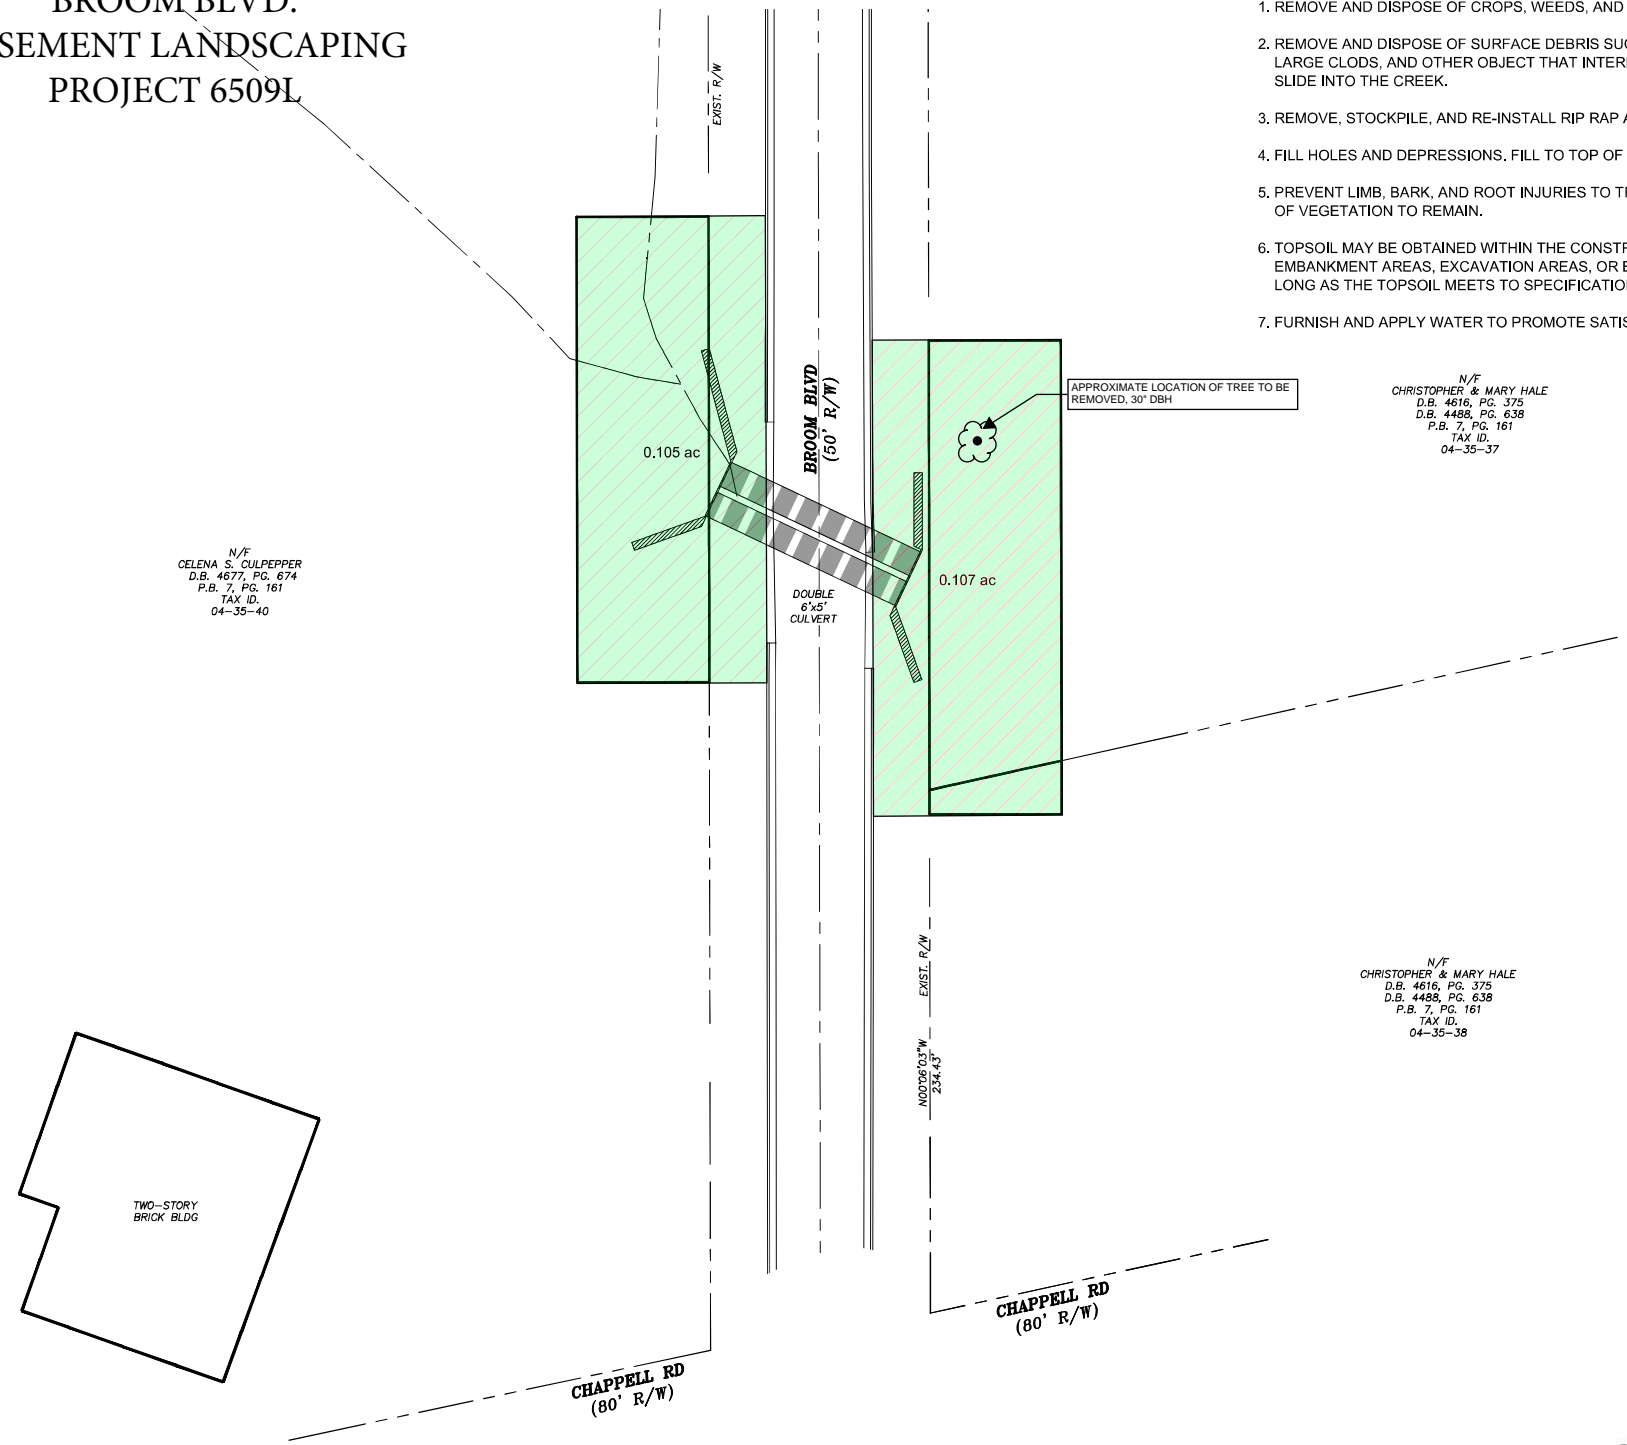 BROOM BLVD.
SEMENT LANDSCAPING
PROJECT 6509L
1. REMOVE AND DISPOSE OF CROPS, WEEDS, AND
2. REMOVE AND DISPOSE OF SURFACE DEBRIS SUC
LARGE CLODS, AND OTHER OBJECT THAT INTER
SLIDE INTO THE CREEK.
3. REMOVE, STOCKPILE, AND RE-INSTALL RIP RAP A
4. FILL HOLES AND DEPRESSIONS. FILL TO TOP OF
5. PREVENT LIMB, BARK, AND ROOT INJURIES TO T
OF VEGETATION TO REMAIN.
6. TOPSOIL MAY BE OBTAINED WITHIN THE CONST
EMBANKMENT AREAS, EXCAVATION AREAS, OR
LONG AS THE TOPSOIL MEETS TO SPECIFICATIO
7. FURNISH AND APPLY WATER TO PROMOTE SATIS
EXIST. R/W
BROOM BLVD
(50' R/W)
APPROXIMATE LOCATION OF TREE TO BE
REMOVED, 30" DBH
N/F
CHRISTOPHER & MARY HALE
D.B. 4616, PG. 375
D.B. 4488, PG. 638
P.B. 7, PG. 161
TAX ID.
04-35-37
0.105 ac
N/F
CELENA S. CULPEPPER
D.B. 4677, PG. 674
P.B. 7, PG. 161
TAX ID.
04-35-40
0.107 ac
DOUBLE
6'x5'
CULVERT
EXIST. R/W
N00°06'03"W
234.43'
N/F
CHRISTOPHER & MARY HALE
D.B. 4616, PG. 375
D.B. 4488, PG. 638
P.B. 7, PG. 161
TAX ID.
04-35-38
TWO-STORY
BRICK BLDG
CHAPPELL RD
(80' R/W)
CHAPPELL RD
(80' R/W)